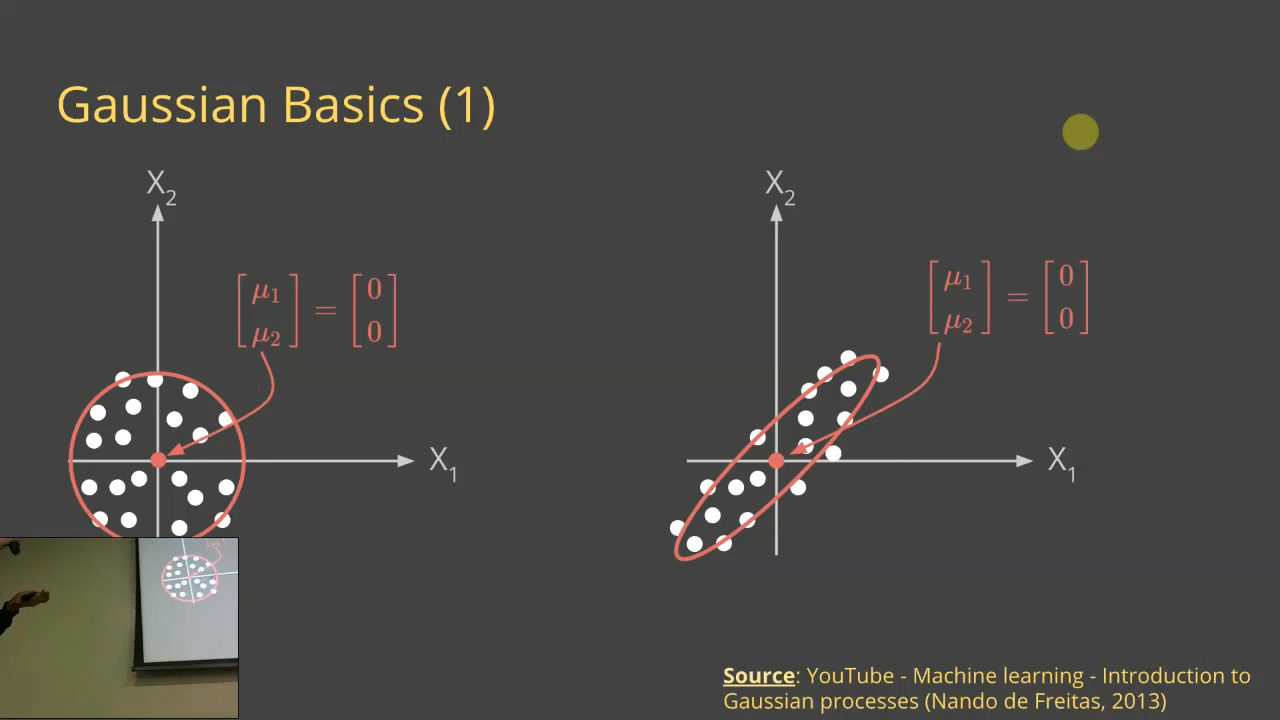 Gaussian Basics (1)
X₂
X₂
[μ₁ μ₂] = [0 0]
[μ₁ μ₂] = [0 0]
X₁
X₁
Source: YouTube - Machine learning - Introduction to
Gaussian processes (Nando de Freitas, 2013)